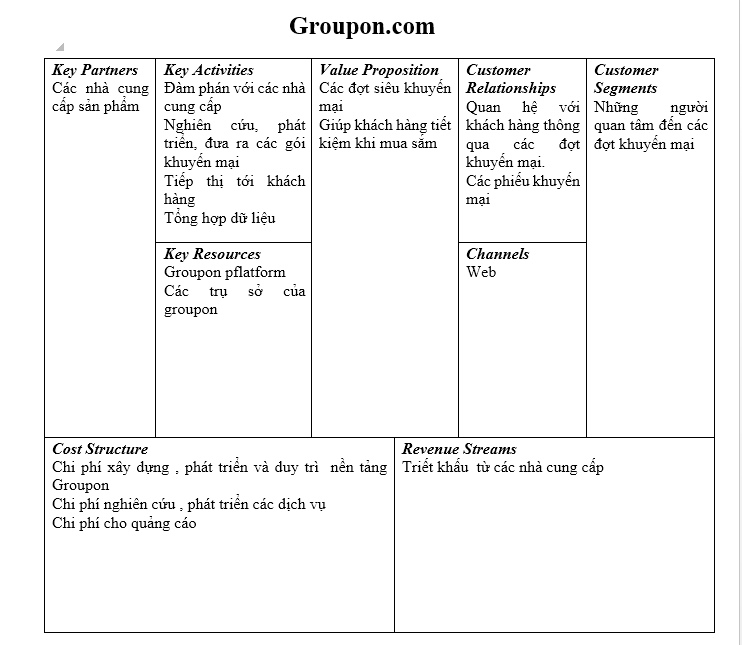 Groupon.com
Key Partners
Các nhà cung
cấp sản phẩm
Key Activities
Đàm phán với các nhà
cung cấp
Nghiên cứu, phát
triển, đưa ra các gói
khuyến mại
Tiếp thị tới khách
hàng
Tổng hợp dữ liệu
Key Resources
Groupon pflatform
Các trụ sở của
groupon
Value Proposition
Các đợt siêu khuyến
mại
Giúp khách hàng tiết
kiệm khi mua sắm
Customer
Relationships
Quan hệ với
khách hàng thông
qua các đợt
khuyến mại.
Các phiếu khuyến
mại
Channels
Web
Customer
Segments
Những người
quan tâm đến các
đợt khuyến mại
Cost Structure
Chi phí xây dựng , phát triển và duy trì nền tảng
Groupon
Chi phí nghiên cứu , phát triển các dịch vụ
Chi phí cho quảng cáo
Revenue Streams
Triết khấu từ các nhà cung cấp